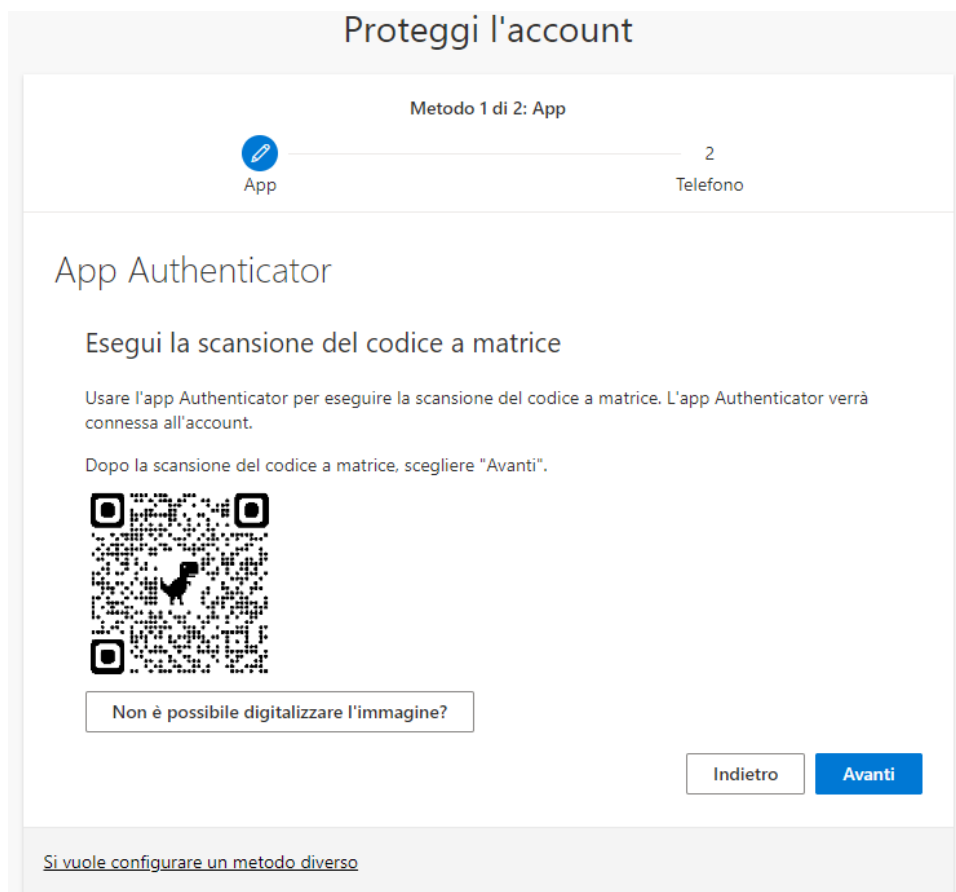 Proteggi l'account
Metodo 1 di 2: App
2
App
Telefono
App Authenticator
Esegui la scansione del codice a matrice
Usare l'app Authenticator per eseguire la scansione del codice a matrice. L'app Authenticator verrà
connessa all'account.
Dopo la scansione del codice a matrice, scegliere "Avanti".
Non è possibile digitalizzare l'immagine?
Indietro
Avanti
Si vuole configurare un metodo diverso